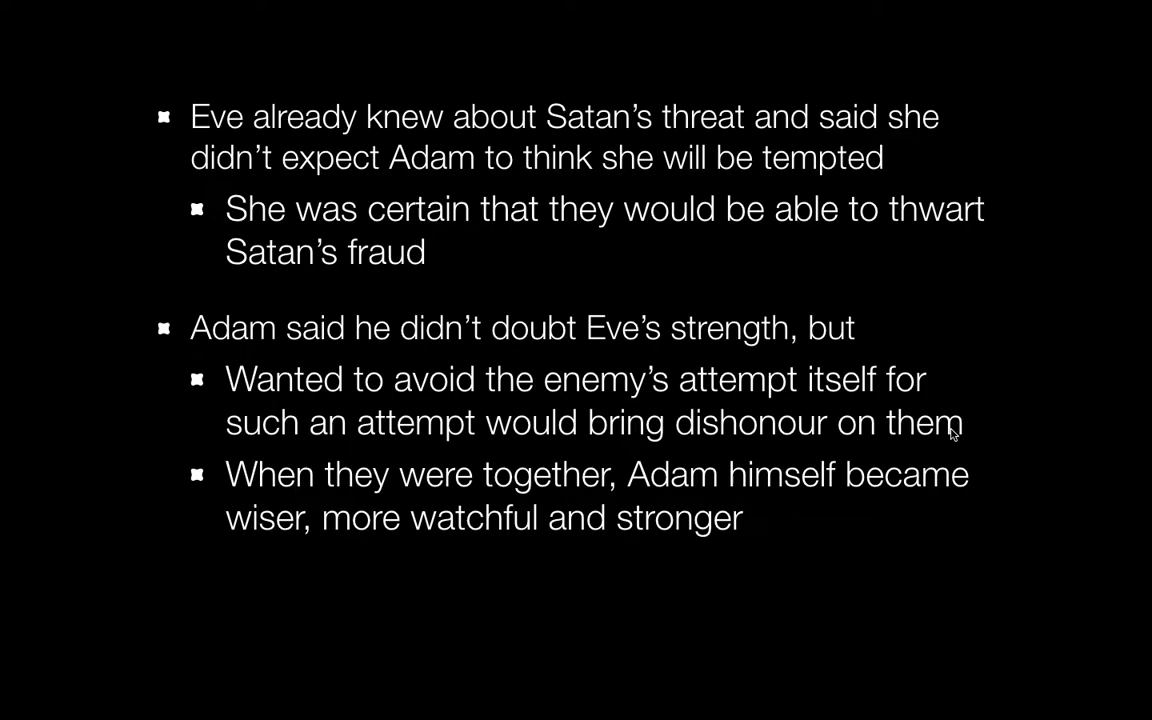 Eve already knew about Satan’s threat and said she
didn’t expect Adam to think she will be tempted
She was certain that they would be able to thwart
Satan’s fraud
Adam said he didn’t doubt Eve’s strength, but
Wanted to avoid the enemy’s attempt itself for
such an attempt would bring dishonour on them
When they were together, Adam himself became
wiser, more watchful and stronger